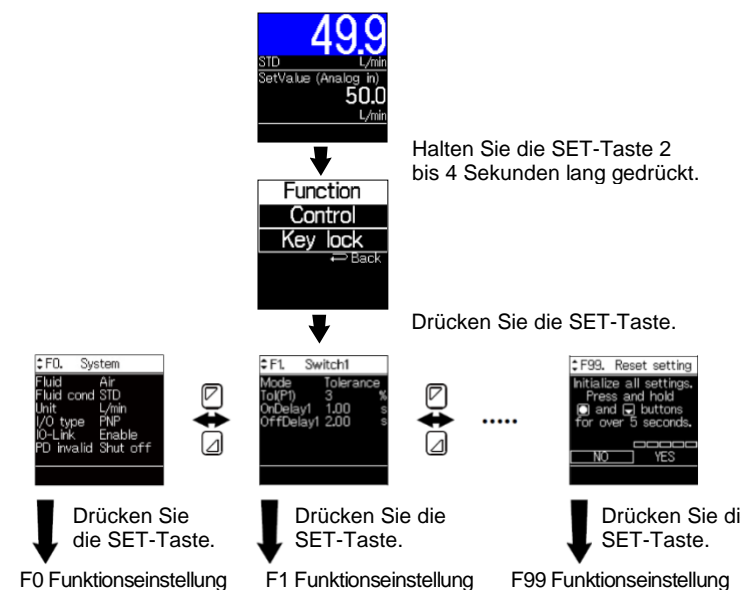 49.9
STD L/min
SetValue (Analog in)
50.0
L/min
Halten Sie die SET-Taste 2
bis 4 Sekunden lang gedrückt.
Function
Control
Key lock
Back
Drücken Sie die SET-Taste.
F0. System
Fluid Air
Fluid cond STD
Unit L/min
I/O type PNP
IO-Link Enable
PD invalid Shut off
F1. Switch1
Mode Tolerance
Tol(P1) 3 %
OnDelay1 1.00 s
OffDelay1 2.00 s
.....
F99. Reset setting
Initialize all settings.
Press and hold
and buttons
for over 5 seconds.
NO YES
Drücken Sie
die SET-Taste.
Drücken Sie die
SET-Taste.
Drücken Sie di
SET-Taste.
F0 Funktionseinstellung
F1 Funktionseinstellung
F99 Funktionseinstellung